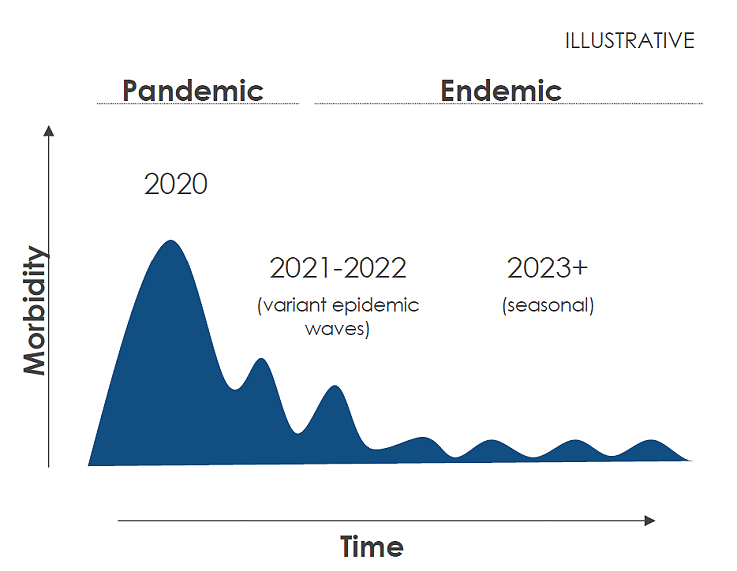 ILLUSTRATIVE
Pandemic
Endemic
2020
2021-2022
(variant epidemic
waves)
2023+
(seasonal)
Morbidity
Time